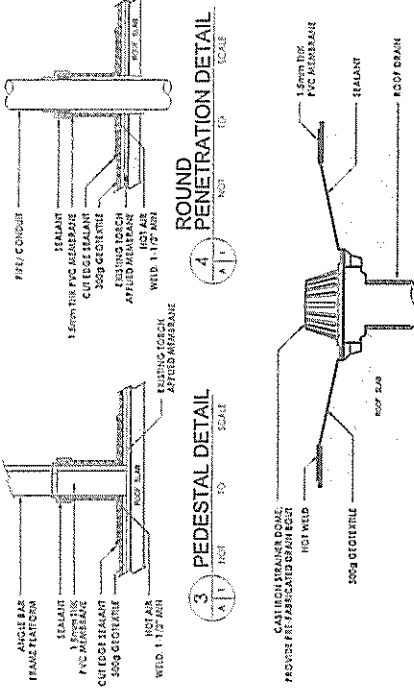 ANGLE BAR
FRAME PLATFORM
SEALANT
1.5mm THK
PVC MEMBRANE
CUT EDGE SEALANT
300g GEOTEXTILE
HOT AIR
WELD. 1-1/2" MIN
ROOF SLAB
EXISTING TORCH
APPLIED MEMBRANE
3
A 1
PEDESTAL DETAIL
NOT TO SCALE
PIPE/ CONDUIT
SEALANT
1.5mm THK PVC MEMBRANE
CUT EDGE SEALANT
300g GEOTEXTILE
EXISTING TORCH
APPLIED MEMBRANE
HOT AIR
WELD. 1-1/2" MIN
ROOF SLAB
4
A 1
ROUND
PENETRATION DETAIL
NOT TO SCALE
CAST IRON STRAINER DOME,
PROVIDE PRE-FABRICATED DRAIN
HOT WELD
300g GEOTEXTILE
ROOF SLAB
1.5mm THK
PVC MEMBRANE
SEALANT
ROOF DRAIN